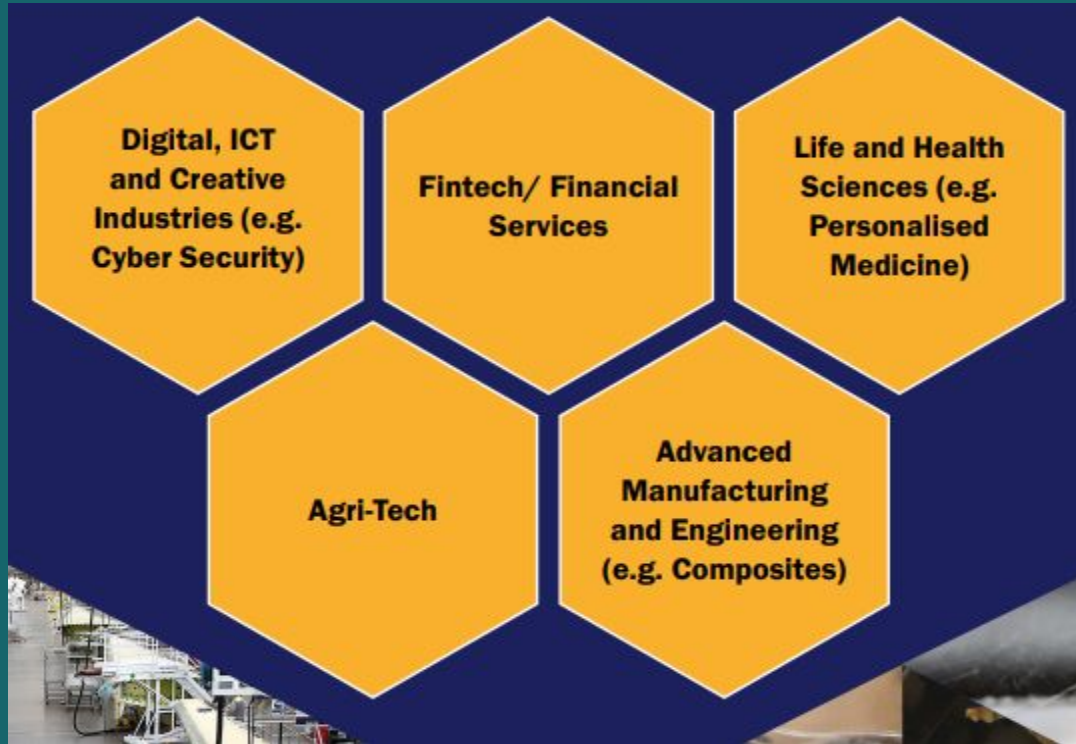 Digital, ICT
and Creative
Industries (e.g.
Cyber Security)
Fintech/ Financial
Services
Life and Health
Sciences (e.g.
Personalised
Medicine)
Agri-Tech
Advanced
Manufacturing
and Engineering
(e.g. Composites)